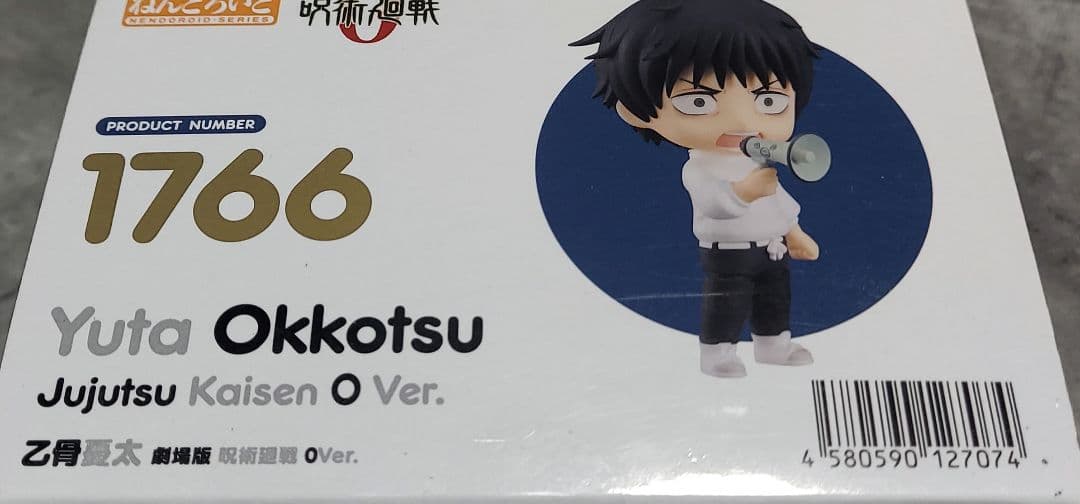 ねんどろいど
NENDOROID-SERIES
呪術廻戦
0
PRODUCT NUMBER
1766
Yuta Okkotsu
Jujutsu Kaisen 0 Ver.
乙骨憂太 劇場版 呪術廻戦 0Ver.
4 580590 127074